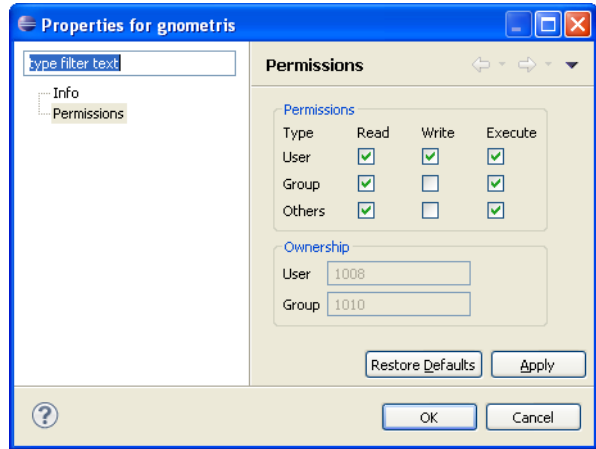 Properties for gnometris
type filter text
Info
Permissions
Permissions
Permissions
Type Read Write Execute
User
Group
Others
Ownership
User 1008
Group 1010
Restore Defaults Apply
? OK Cancel